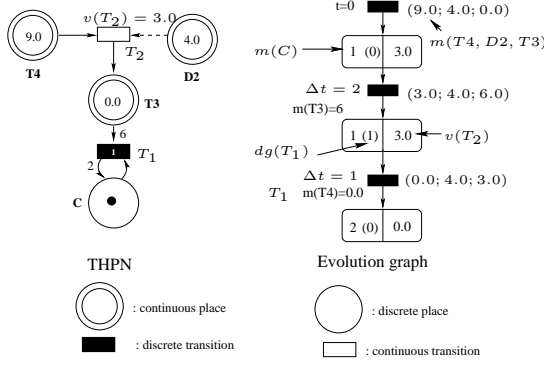 v(T₂) = 3.0
9.0
4.0
T₂
T4
D2
0.0
T3
6
1
T₁
2
C
THPN
: continuous place
: discrete transition
t=0
(9.0; 4.0; 0.0)
m(C)
1 (0) 3.0
m(T4, D2, T3)
Δt = 2
(3.0; 4.0; 6.0)
m(T3)=6
1 (1) 3.0
v(T₂)
dg(T₁)
Δt = 1
(0.0; 4.0; 3.0)
T₁
m(T4)=0.0
2 (0) 0.0
Evolution graph
: discrete place
: continuous transition